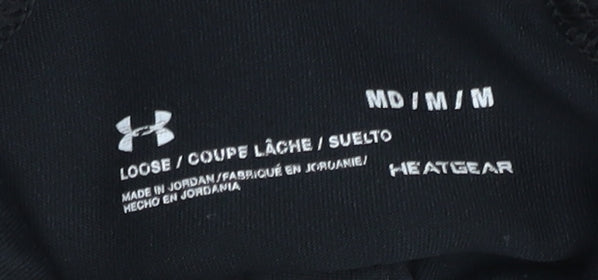 MD / M / M
LOOSE / COUPE LÂCHE / SUELTO
MADE IN JORDAN / FABRIQUÉ EN JORDANIE /
HECHO EN JORDANIA
HEATGEAR